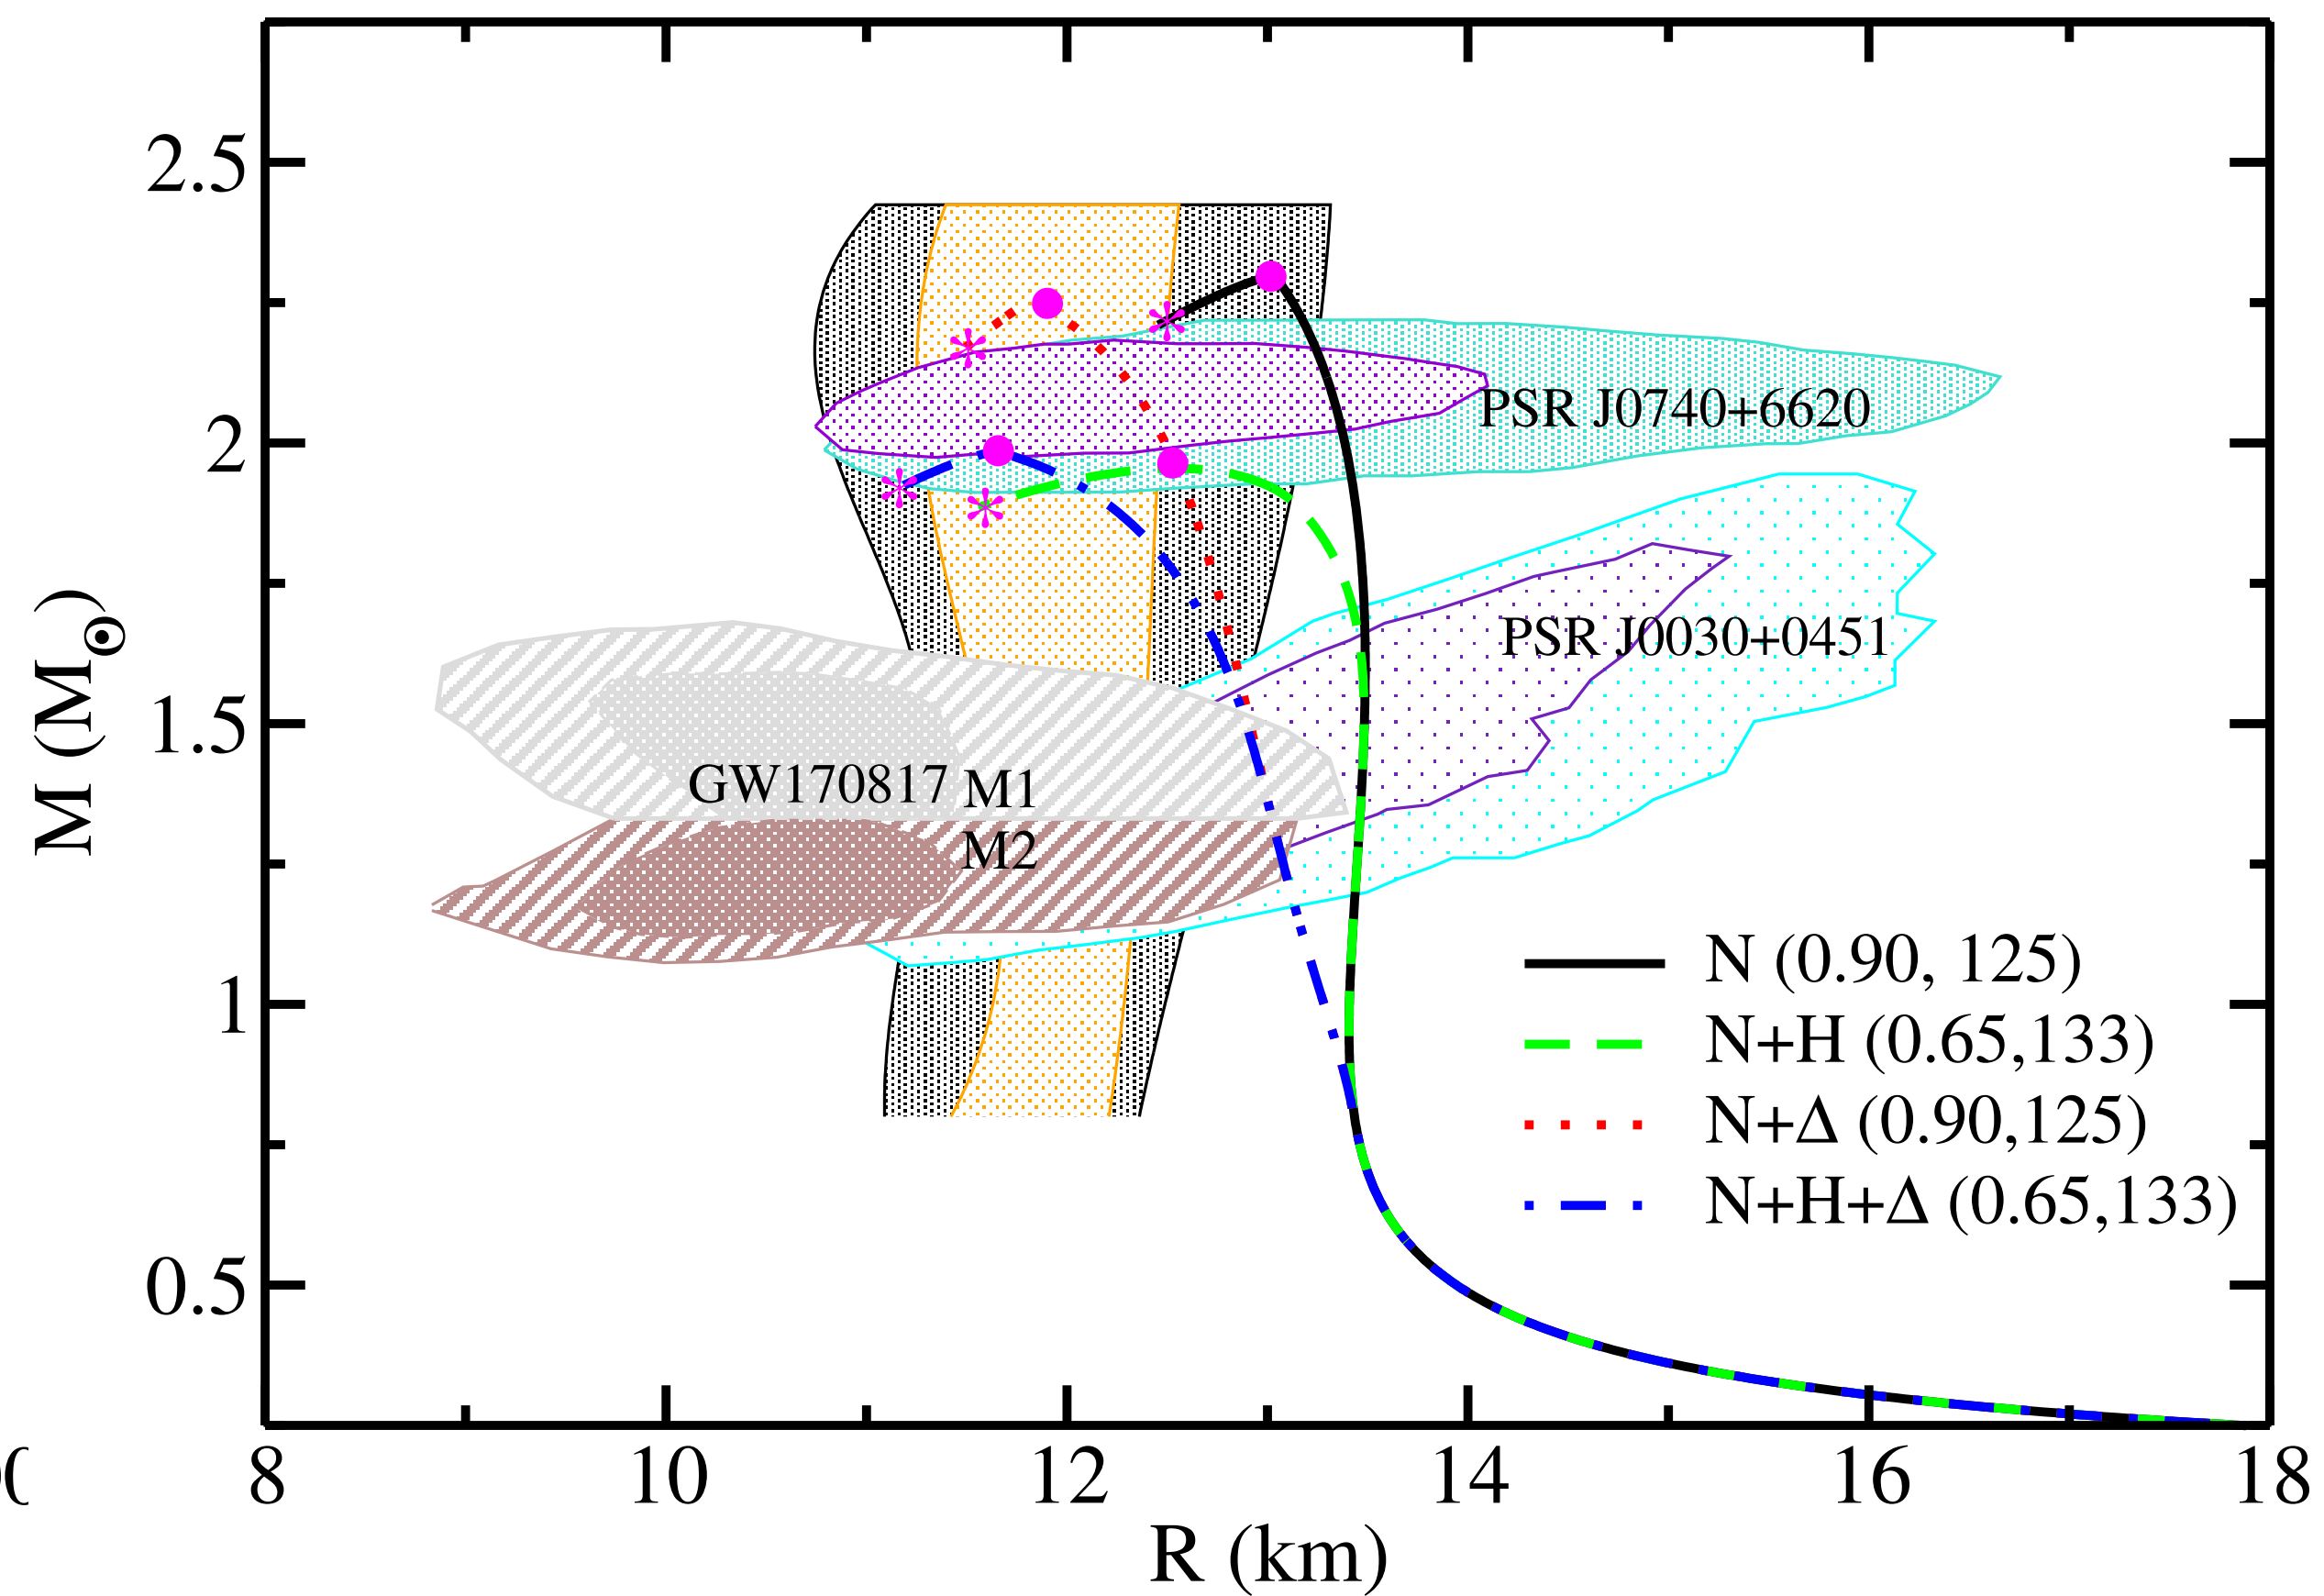 2.5
2
1.5
1
0.5
M (M⊙)
PSR J0740+6620
PSR J0030+0451
GW170817 M1
M2
N (0.90, 125)
N+H (0.65,133)
N+Δ (0.90,125)
N+H+Δ (0.65,133)
8 10 12 14 16 18
R (km)